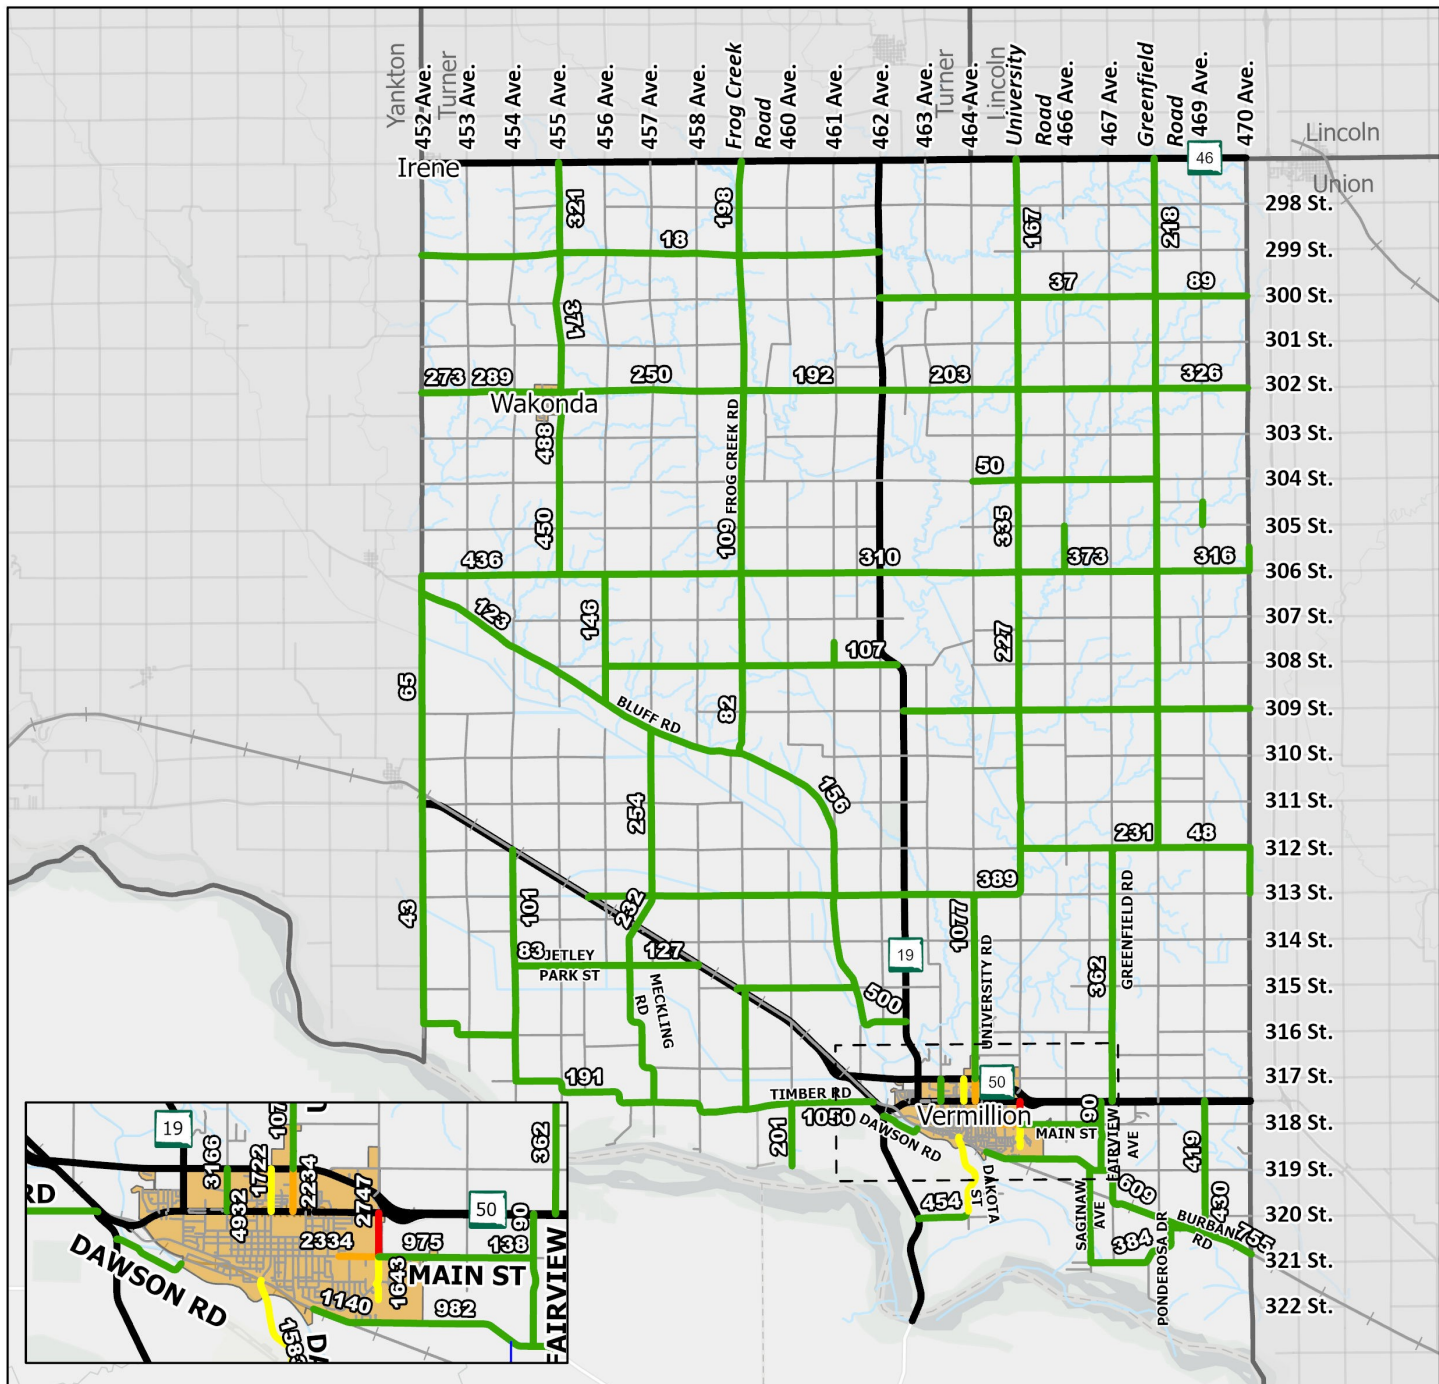 Yankton
452 Ave.
Turner
453 Ave.
454 Ave.
455 Ave.
456 Ave.
457 Ave.
458 Ave.
Frog Creek
Road
460 Ave.
461 Ave.
462 Ave.
463 Ave.
Turner
464 Ave.
Lincoln
University
Road
466 Ave.
467 Ave.
Greenfield
Road
469 Ave.
470 Ave.
Lincoln
Union
Irene
46
298 St.
299 St.
300 St.
301 St.
302 St.
303 St.
304 St.
305 St.
306 St.
307 St.
308 St.
309 St.
310 St.
311 St.
312 St.
313 St.
314 St.
315 St.
316 St.
317 St.
318 St.
319 St.
320 St.
321 St.
322 St.
321
198
167
218
18
37
89
371
273
289
250
192
203
326
Wakonda
488
FROG CREEK RD
50
450
109
335
436
310
373
316
123
146
107
227
65
BLUFF RD
82
156
254
231
48
389
43
101
232
1077
GREENFIELD RD
83
JETLEY
PARK ST
127
19
UNIVERSITY RD
362
MECKLING
RD
500
191
TIMBER RD
50
1050
Vermillion
90
201
DAWSON RD
MAIN ST
FAIRVIEW
AVE
419
454
DAKOTA
ST
SAGINAW
AVE
609
430
BURBANK
RD
755
384
PONDEROSA DR
19
3166
1722
2234
2747
362
RD
4932
50
90
2334
975
138
DAWSON RD
MAIN ST
1643
1140
982
FAIRVIEW